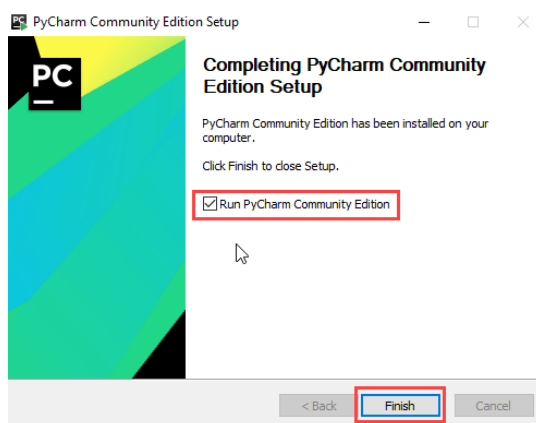 PyCharm Community Edition Setup
PC
Completing PyCharm Community
Edition Setup
PyCharm Community Edition has been installed on your
computer.
Click Finish to close Setup.
Run PyCharm Community Edition
< Back
Finish
Cancel